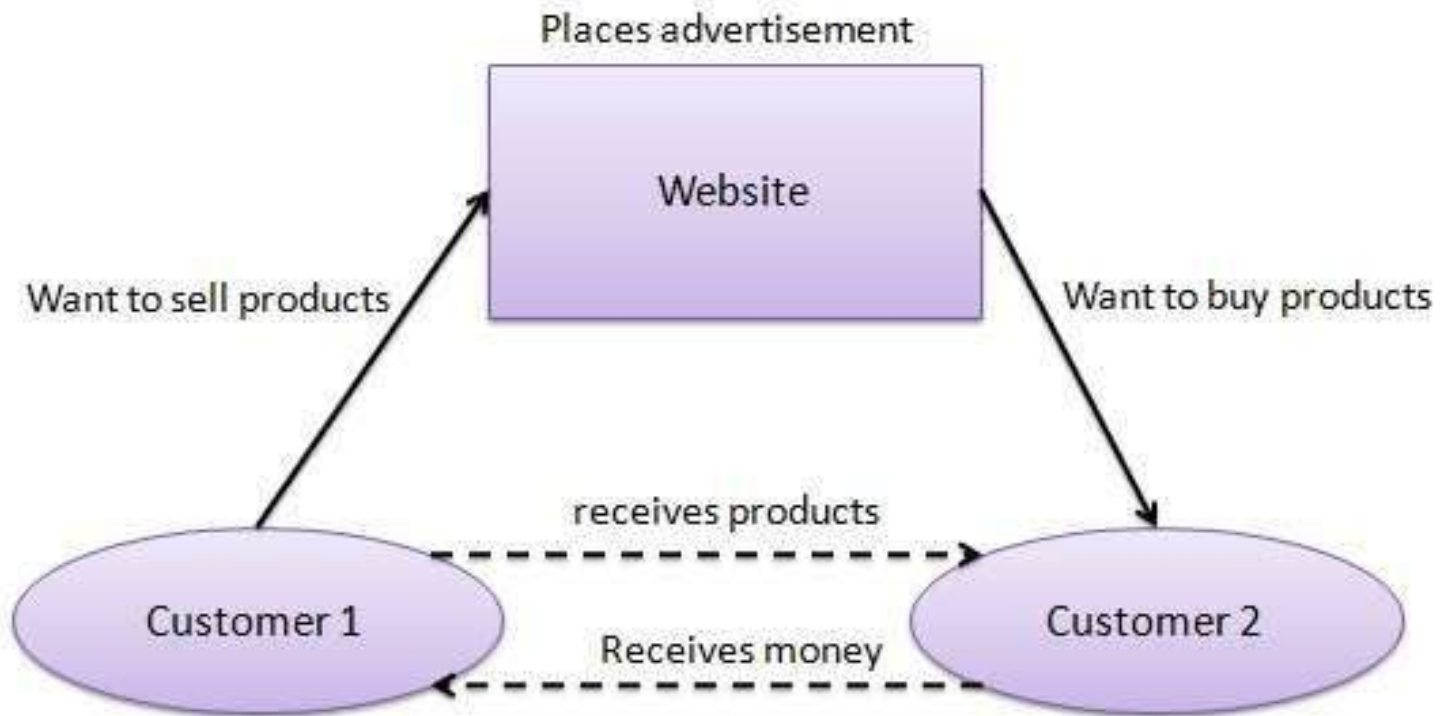 Places advertisement
Website
Want to sell products
Want to buy products
receives products
Customer 1
Customer 2
Receives money